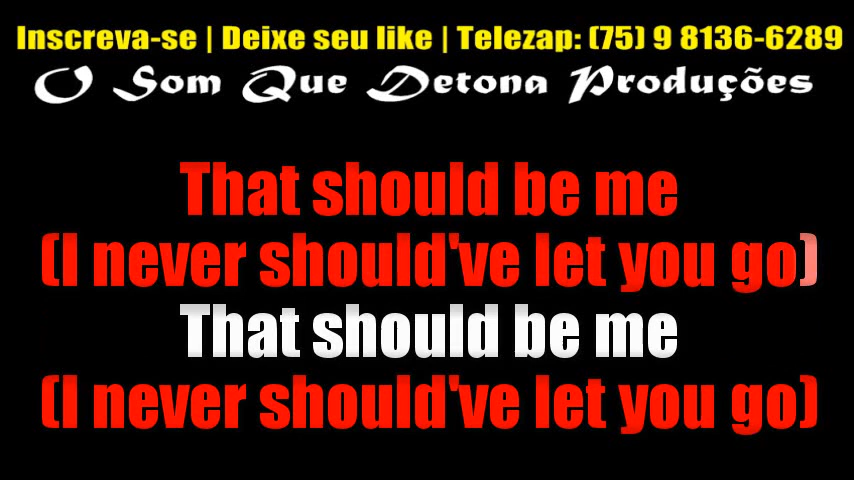 Inscreva-se | Deixe seu like | Telezap: (75) 9 8136-6289
O Som Que Detona Produções
That should be me
(I never should've let you go)
That should be me
(I never should've let you go)